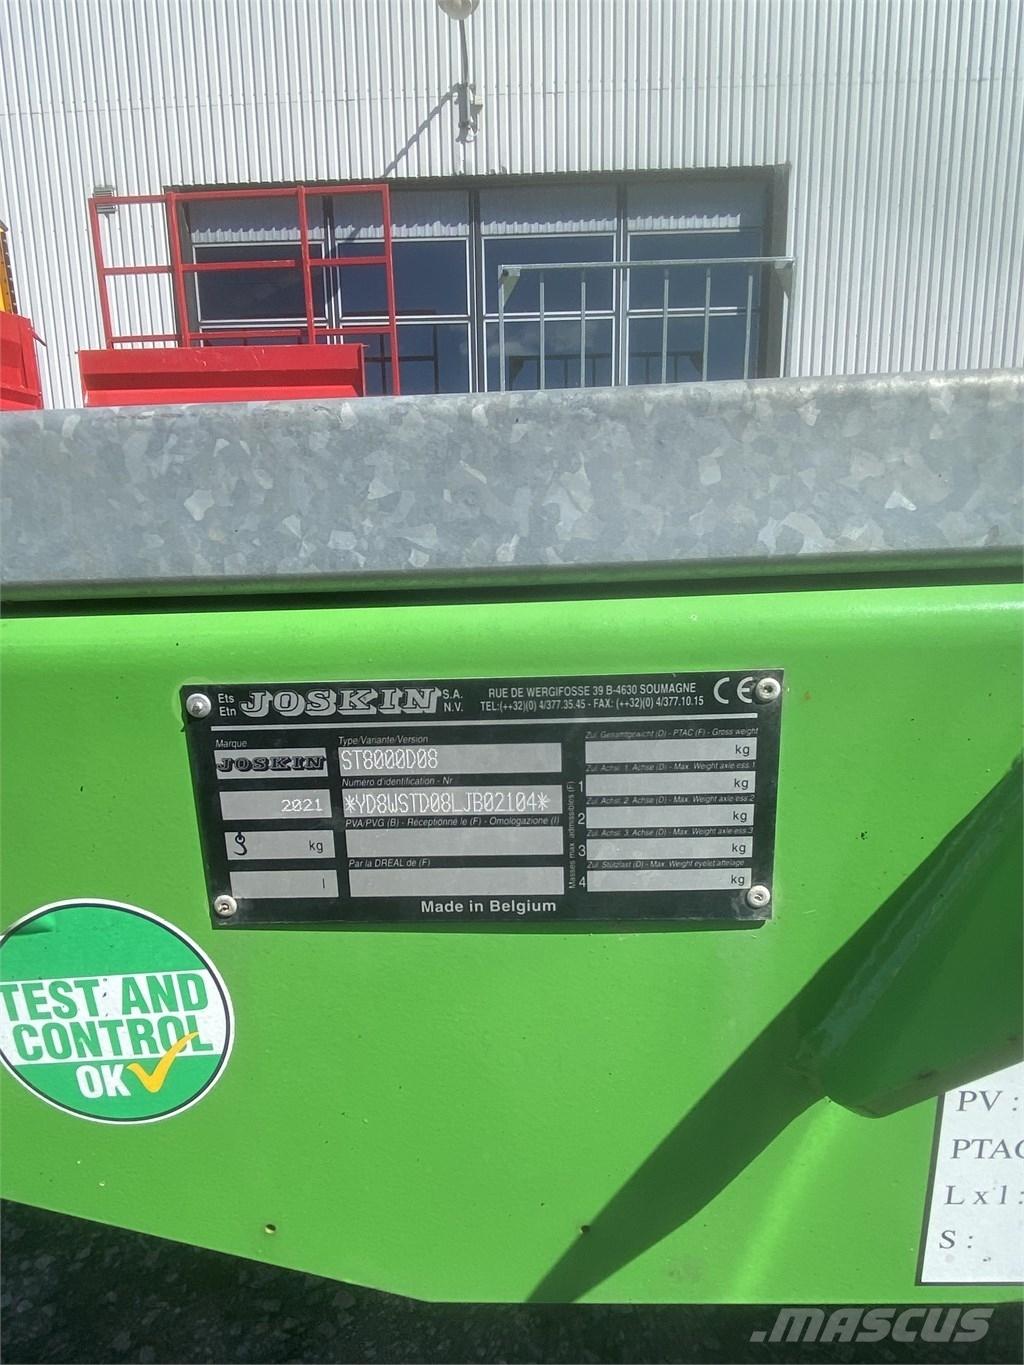 Ets
Etn
JOSKIN
S.A.
N.V.
RUE DE WERGIFOSSE 39 B-4630 SOUMAGNE
TEL:(++32)(0) 4/377.35.45 - FAX: (++32)(0) 4/377.10.15
CE
Marque
JOSKIN
2021
kg
l
Type/Variante/Version
ST8000D08
Numéro d'identification - Nr
*YD8WSTD08LJB02104*
PVA/PVG (B) - Réceptionné le (F) - Omologazione (I)
Par la DREAL de (F)
Masses max. admissibles (F)
Zul. Gesamtgewicht (D) - PTAC (F) - Gross weight
kg
Zul. Achsl. 1. Achse (D) - Max. Weight axle ess.1
1 kg
Zul. Achsl. 2. Achse (D) - Max. Weight axle ess.2
2 kg
Zul. Achsl. 3. Achse (D) - Max. Weight axle ess.3
3 kg
Zul. Stützlast (D) - Max. Weight eyelet/attelage
4 kg
Made in Belgium
TEST AND
CONTROL
OK
PV :
PTAC
L x l :
S :
MASCUS